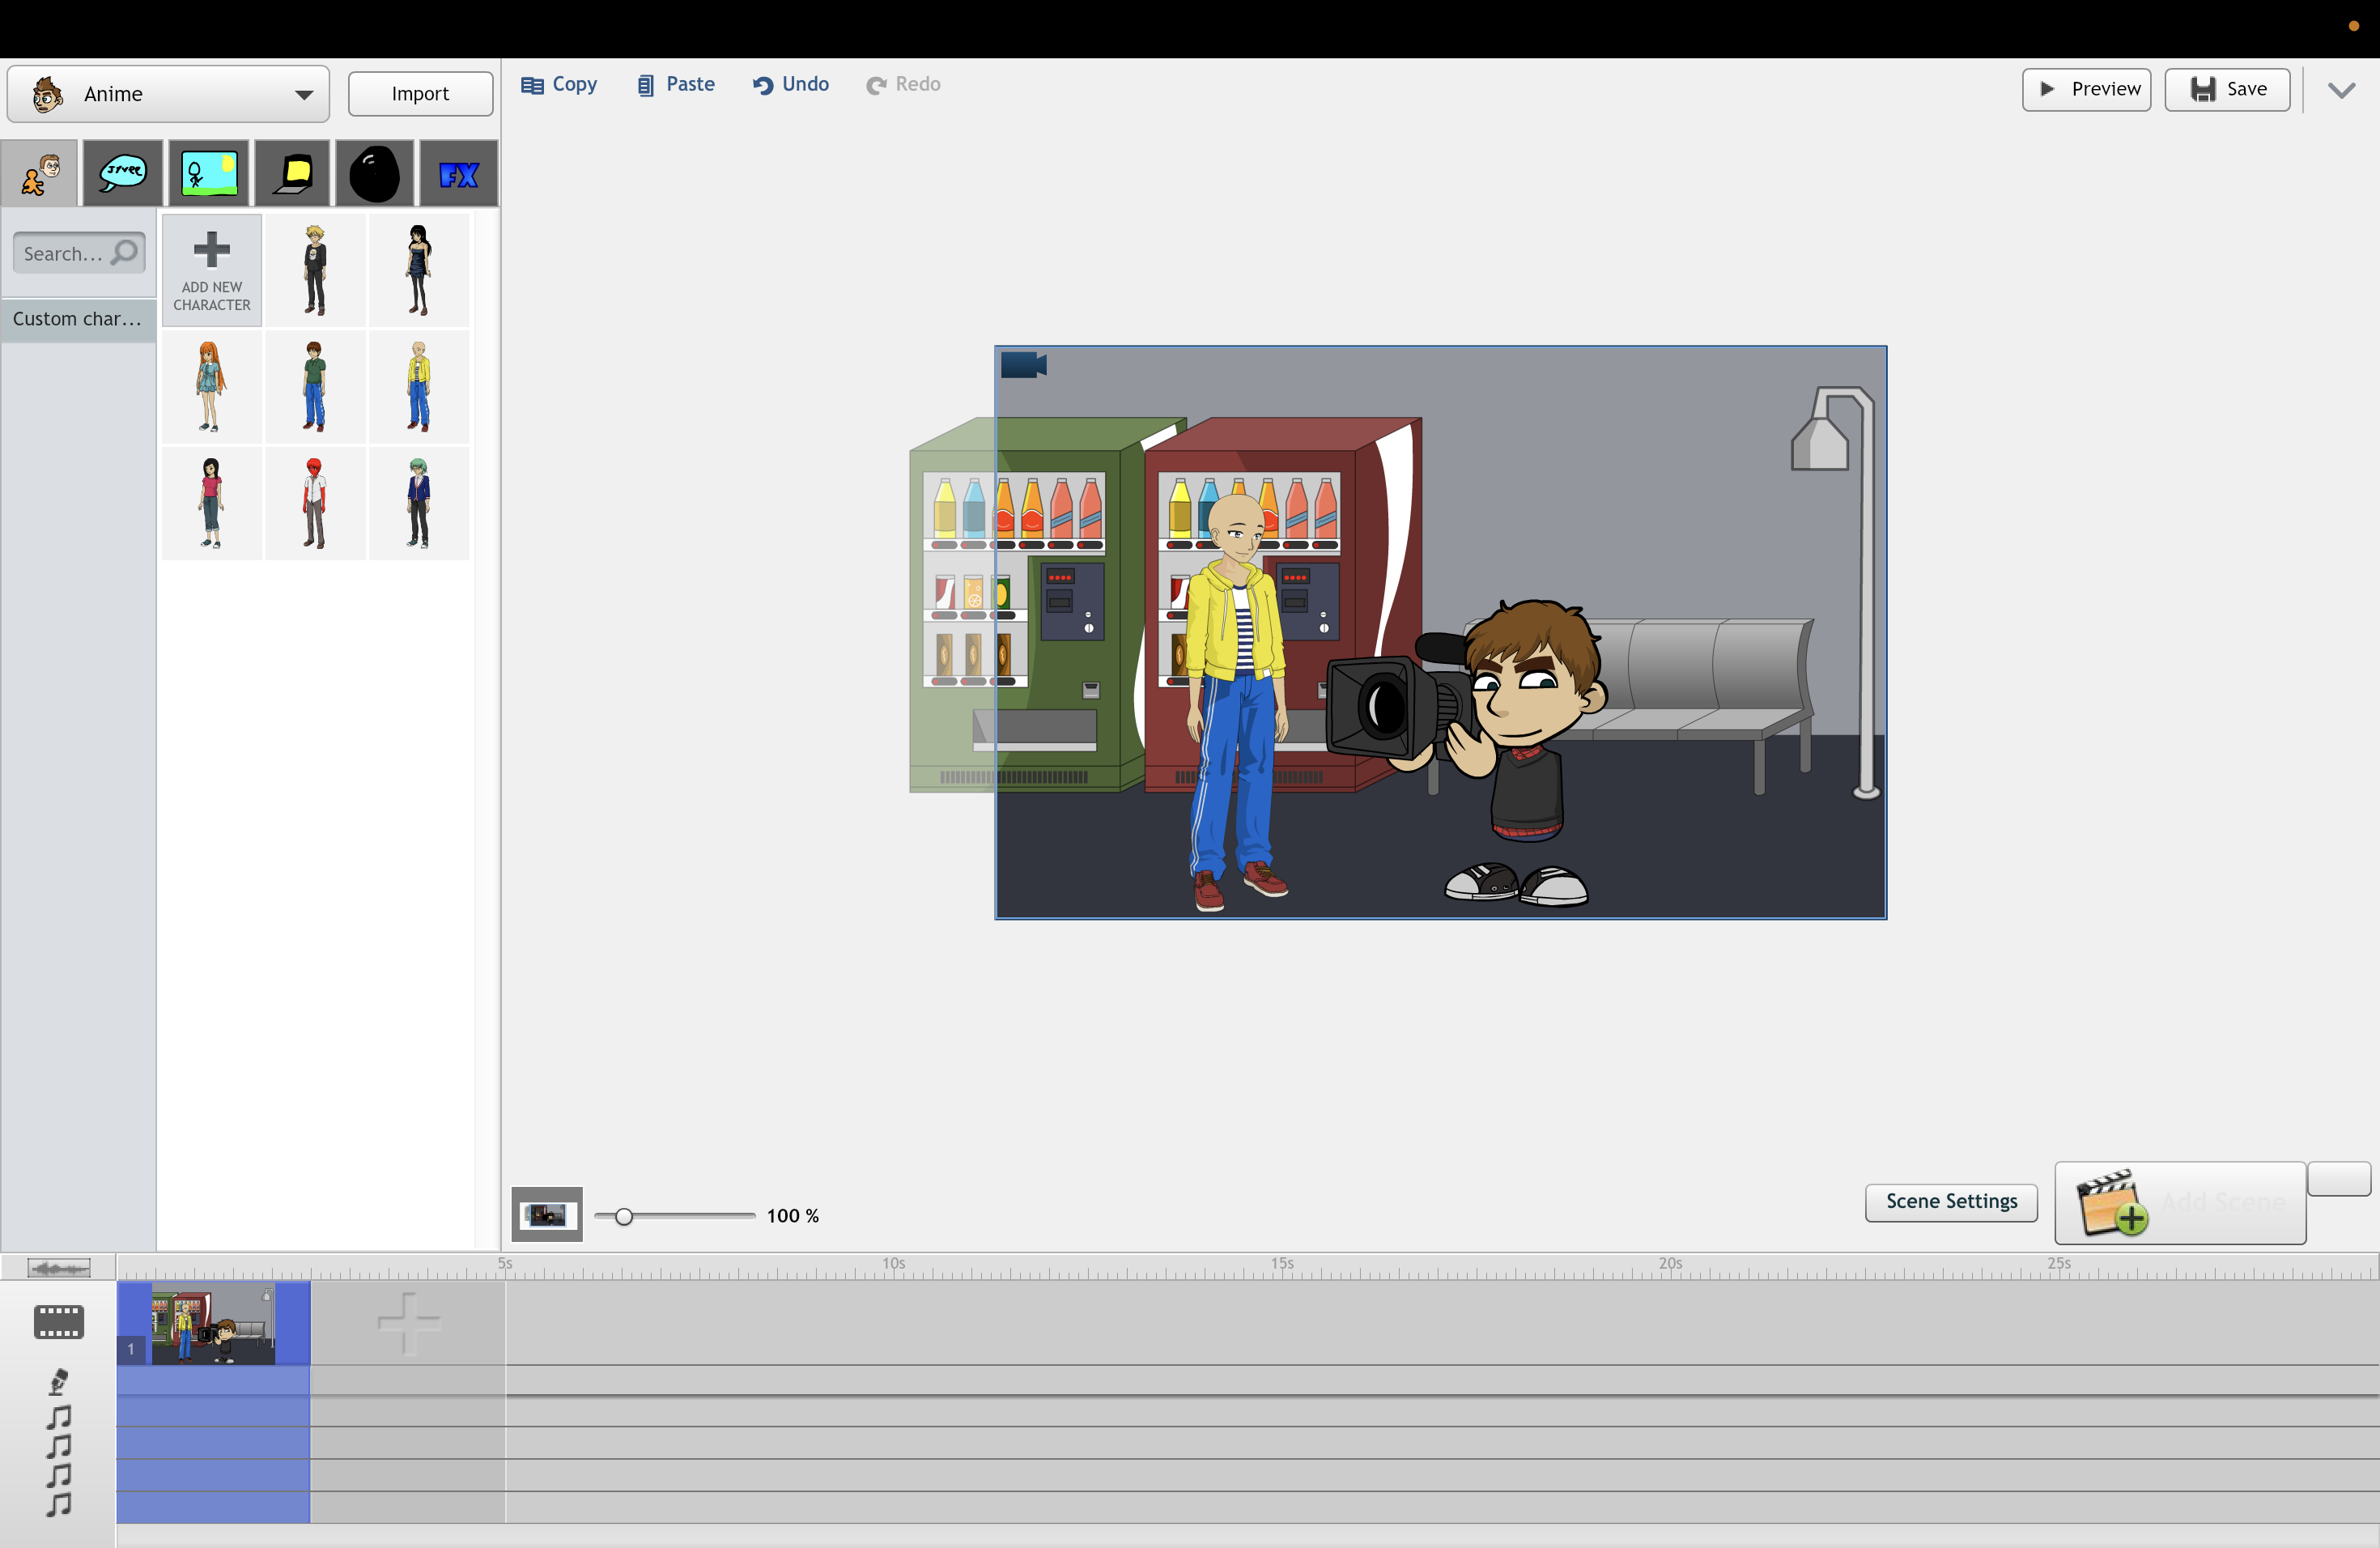 Anime
Import
Copy
Paste
Undo
Redo
Preview
Save
FX
Search...
ADD NEW
CHARACTER
Custom char...
100 %
Scene Settings
Add Scene
5s
10s
15s
20s
25s
1